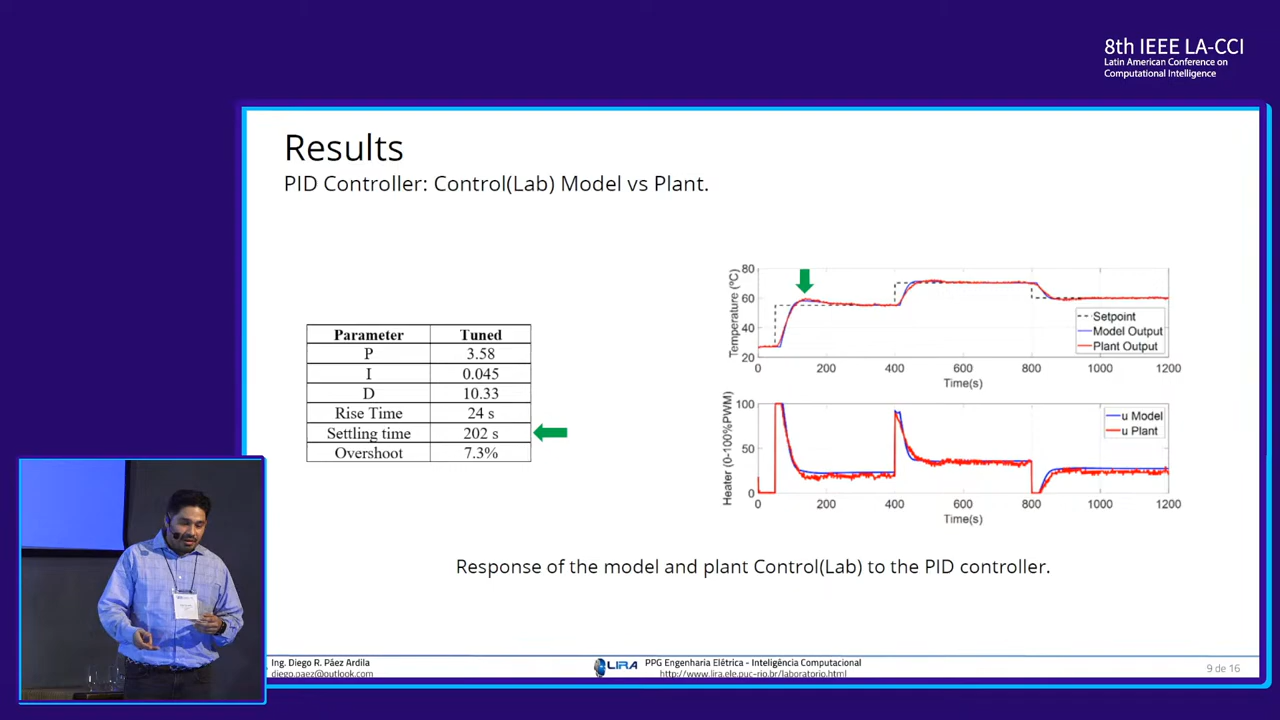 8th IEEE LA-CCI
Latin American Conference on
Computational Intelligence
Results
PID Controller: Control(Lab) Model vs Plant.
Parameter Tuned
P 3.58
I 0.045
D 10.33
Rise Time 24 s
Settling time 202 s
Overshoot 7.3%
Temperature (ºC)
80
60
40
20
Setpoint
Model Output
Plant Output
0 200 400 600 800 1000 1200
Time(s)
Heater (0-100%PWM)
100
50
0
u Model
u Plant
0 200 400 600 800 1000 1200
Time(s)
Response of the model and plant Control(Lab) to the PID controller.
Ing. Diego R. Páez Ardila
diego.paez@outlook.com
LIRA
PPG Engenharia Elétrica - Inteligência Computacional
http://www.lira.ele.puc-rio.br/laboratorio.html
9 de 16